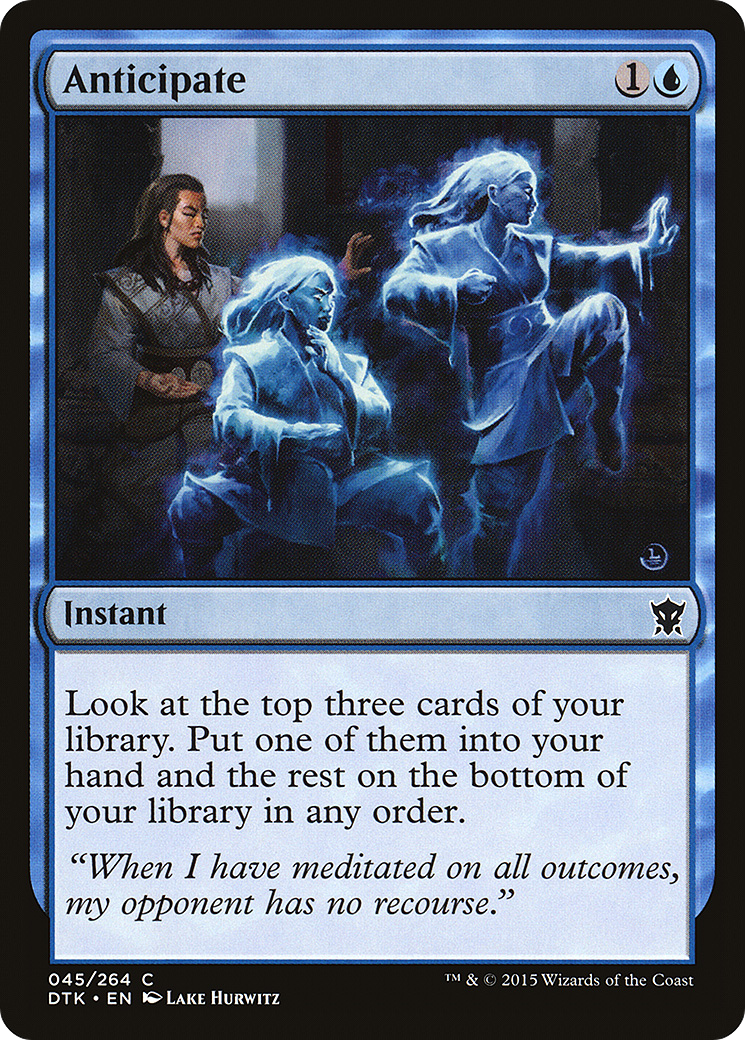 Anticipate 1
Instant
Look at the top three cards of your
library. Put one of them into your
hand and the rest on the bottom of
your library in any order.
“When I have meditated on all outcomes,
my opponent has no recourse.”
045/264 C
DTK • EN Lake Hurwitz
™ & © 2015 Wizards of the Coast
L